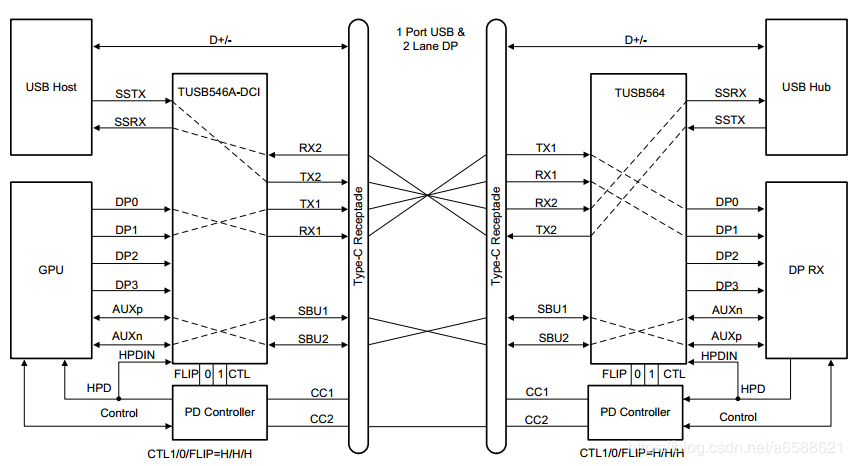 D+/-
1 Port USB &
2 Lane DP
D+/-
USB Host
TUSB546A-DCI
TUSB564
USB Hub
SSTX
SSRX
SSRX
SSTX
RX2
TX2
TX1
RX1
TX1
RX1
RX2
TX2
Type-C Receptade
Type-C Receptade
GPU
DP0
DP1
DP2
DP3
AUXp
AUXn
HPDIN
DP0
DP1
DP2
DP3
AUXn
AUXp
HPDIN
DP RX
SBU1
SBU2
SBU1
SBU2
FLIP 0 1 CTL
FLIP 0 1 CTL
HPD
Control
PD Controller
CC1
CC2
CC1
CC2
PD Controller
HPD
Control
CTL1/0/FLIP=H/H/H
CTL1/0/FLIP=H/H/H
https://blog.csdn.net/a6588621